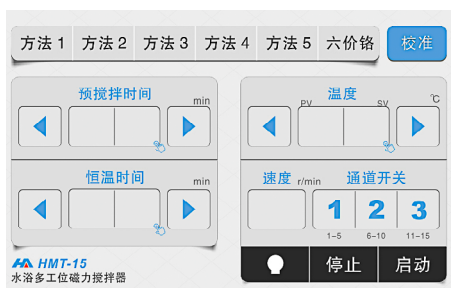 方法 1 方法 2 方法 3 方法 4 方法 5 六价铬 校准
预搅拌时间 min
恒温时间 min
温度 ℃
PV SV
速度 r/min 通道开关
1 2 3
1-5 6-10 11-15
停止 启动
HMT-15
水浴多工位磁力搅拌器